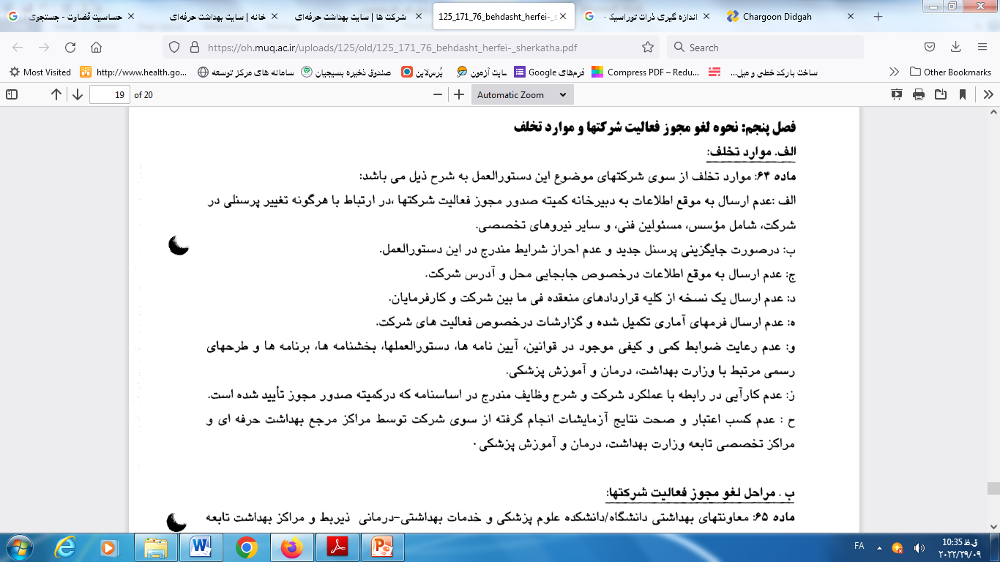 حساسیت قضاوت - جستجوی
خانه | سایت بهداشت حرفه‌ای
شرکت ها | سایت بهداشت حرفه‌ای
125_171_76_behdasht_herfei-_s
اندازه گیری ذرات توراسیک -
Chargoon Didgah
https://oh.muq.ac.ir/uploads/125/old/125_171_76_behdasht_herfei-_sherkatha.pdf
Search
Most Visited
http://www.health.go...
سامانه های مرکز توسعه
صندوق ذخیره بسیجیان
پُرس‌لاین
سایت آزمون
فرم‌های Google
Compress PDF – Redu...
ساخت بارکد خطی و میل...
Other Bookmarks
19 of 20
Automatic Zoom
فصل پنجم: نحوه لغو مجوز فعالیت شرکتها و موارد تخلف
الف. موارد تخلف:
ماده ۶۴: موارد تخلف از سوی شرکتهای موضوع این دستورالعمل به شرح ذیل می باشد:
الف :عدم ارسال به موقع اطلاعات به دبیرخانه کمیته صدور مجوز فعالیت شرکتها ،در ارتباط با هرگونه تغییر پرسنلی در
شرکت، شامل مؤسس، مسئولین فنی، و سایر نیروهای تخصصی.
ب: درصورت جایگزینی پرسنل جدید و عدم احراز شرایط مندرج در این دستورالعمل.
ج: عدم ارسال به موقع اطلاعات درخصوص جابجایی محل و آدرس شرکت.
د: عدم ارسال یک نسخه از کلیه قراردادهای منعقده فی ما بین شرکت و کارفرمایان.
ه: عدم ارسال فرمهای آماری تکمیل شده و گزارشات درخصوص فعالیت های شرکت.
و: عدم رعایت ضوابط کمی و کیفی موجود در قوانین، آیین نامه ها، دستورالعملها، بخشنامه ها، برنامه ها و طرحهای
رسمی مرتبط با وزارت بهداشت، درمان و آموزش پزشکی.
ز: عدم کارآیی در رابطه با عملکرد شرکت و شرح وظایف مندرج در اساسنامه که درکمیته صدور مجوز تأیید شده است.
ح : عدم کسب اعتبار و صحت نتایج آزمایشات انجام گرفته از سوی شرکت توسط مراکز مرجع بهداشت حرفه ای و
مراکز تخصصی تابعه وزارت بهداشت، درمان و آموزش پزشکی.
ب . مراحل لغو مجوز فعالیت شرکتها:
ماده ۶۵: معاونتهای بهداشتی دانشگاه/دانشکده علوم پزشکی و خدمات بهداشتی-درمانی ذیربط و مراکز بهداشت تابعه
FA
10:35 ق.ظ
۲۰۲۲/۲۹/۰۹